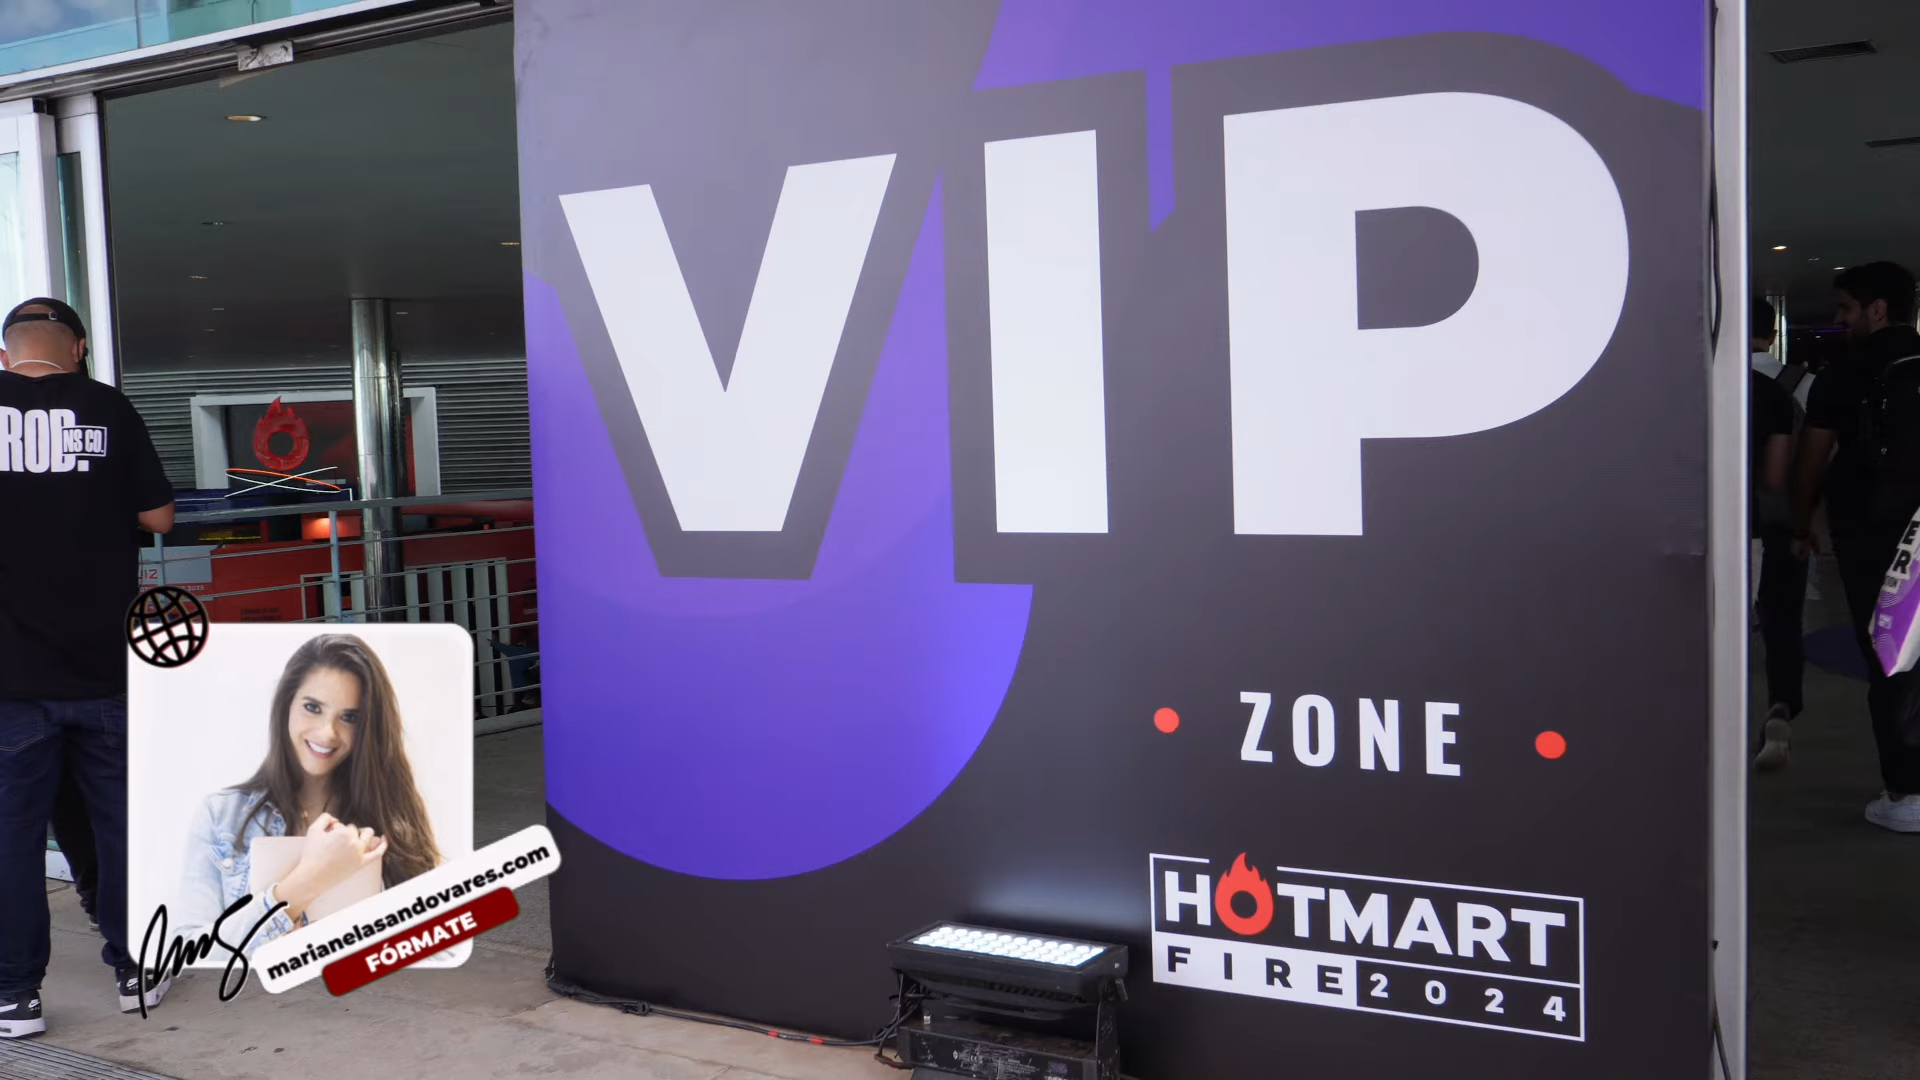 VIP
ZONE
HOTMART
FIRE 2024
ROD.
NS CO.
marianelasandovares.com
FÓRMATE